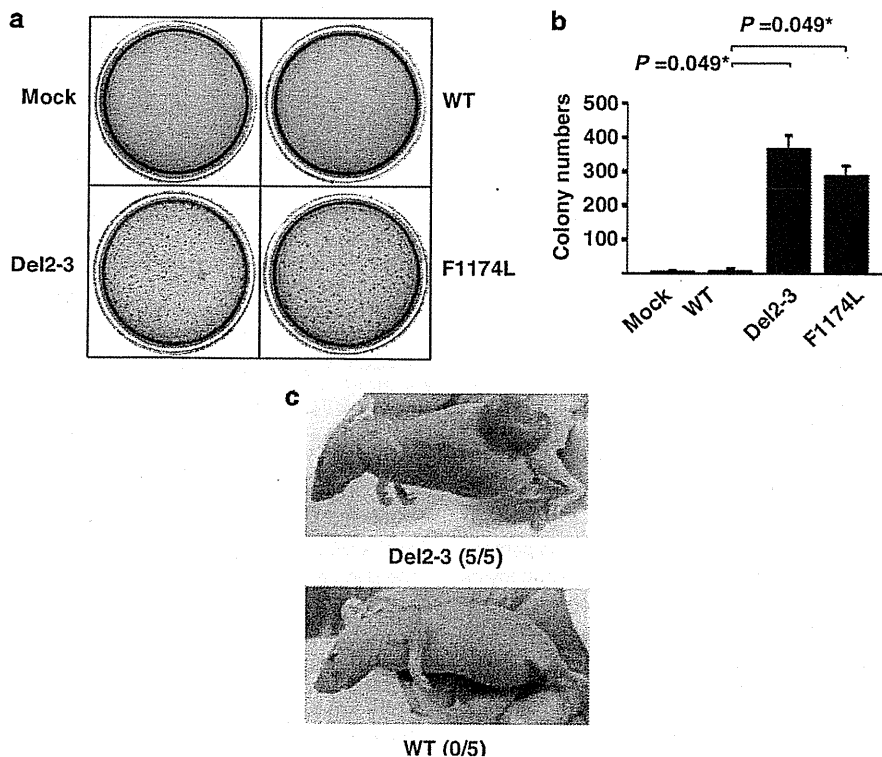 a
Mock
WT
Del2-3
F1174L
b
P =0.049*
P =0.049*
Colony numbers
500
400
300
200
100
Mock
WT
Del2-3
F1174L
c
Del2-3 (5/5)
WT (0/5)